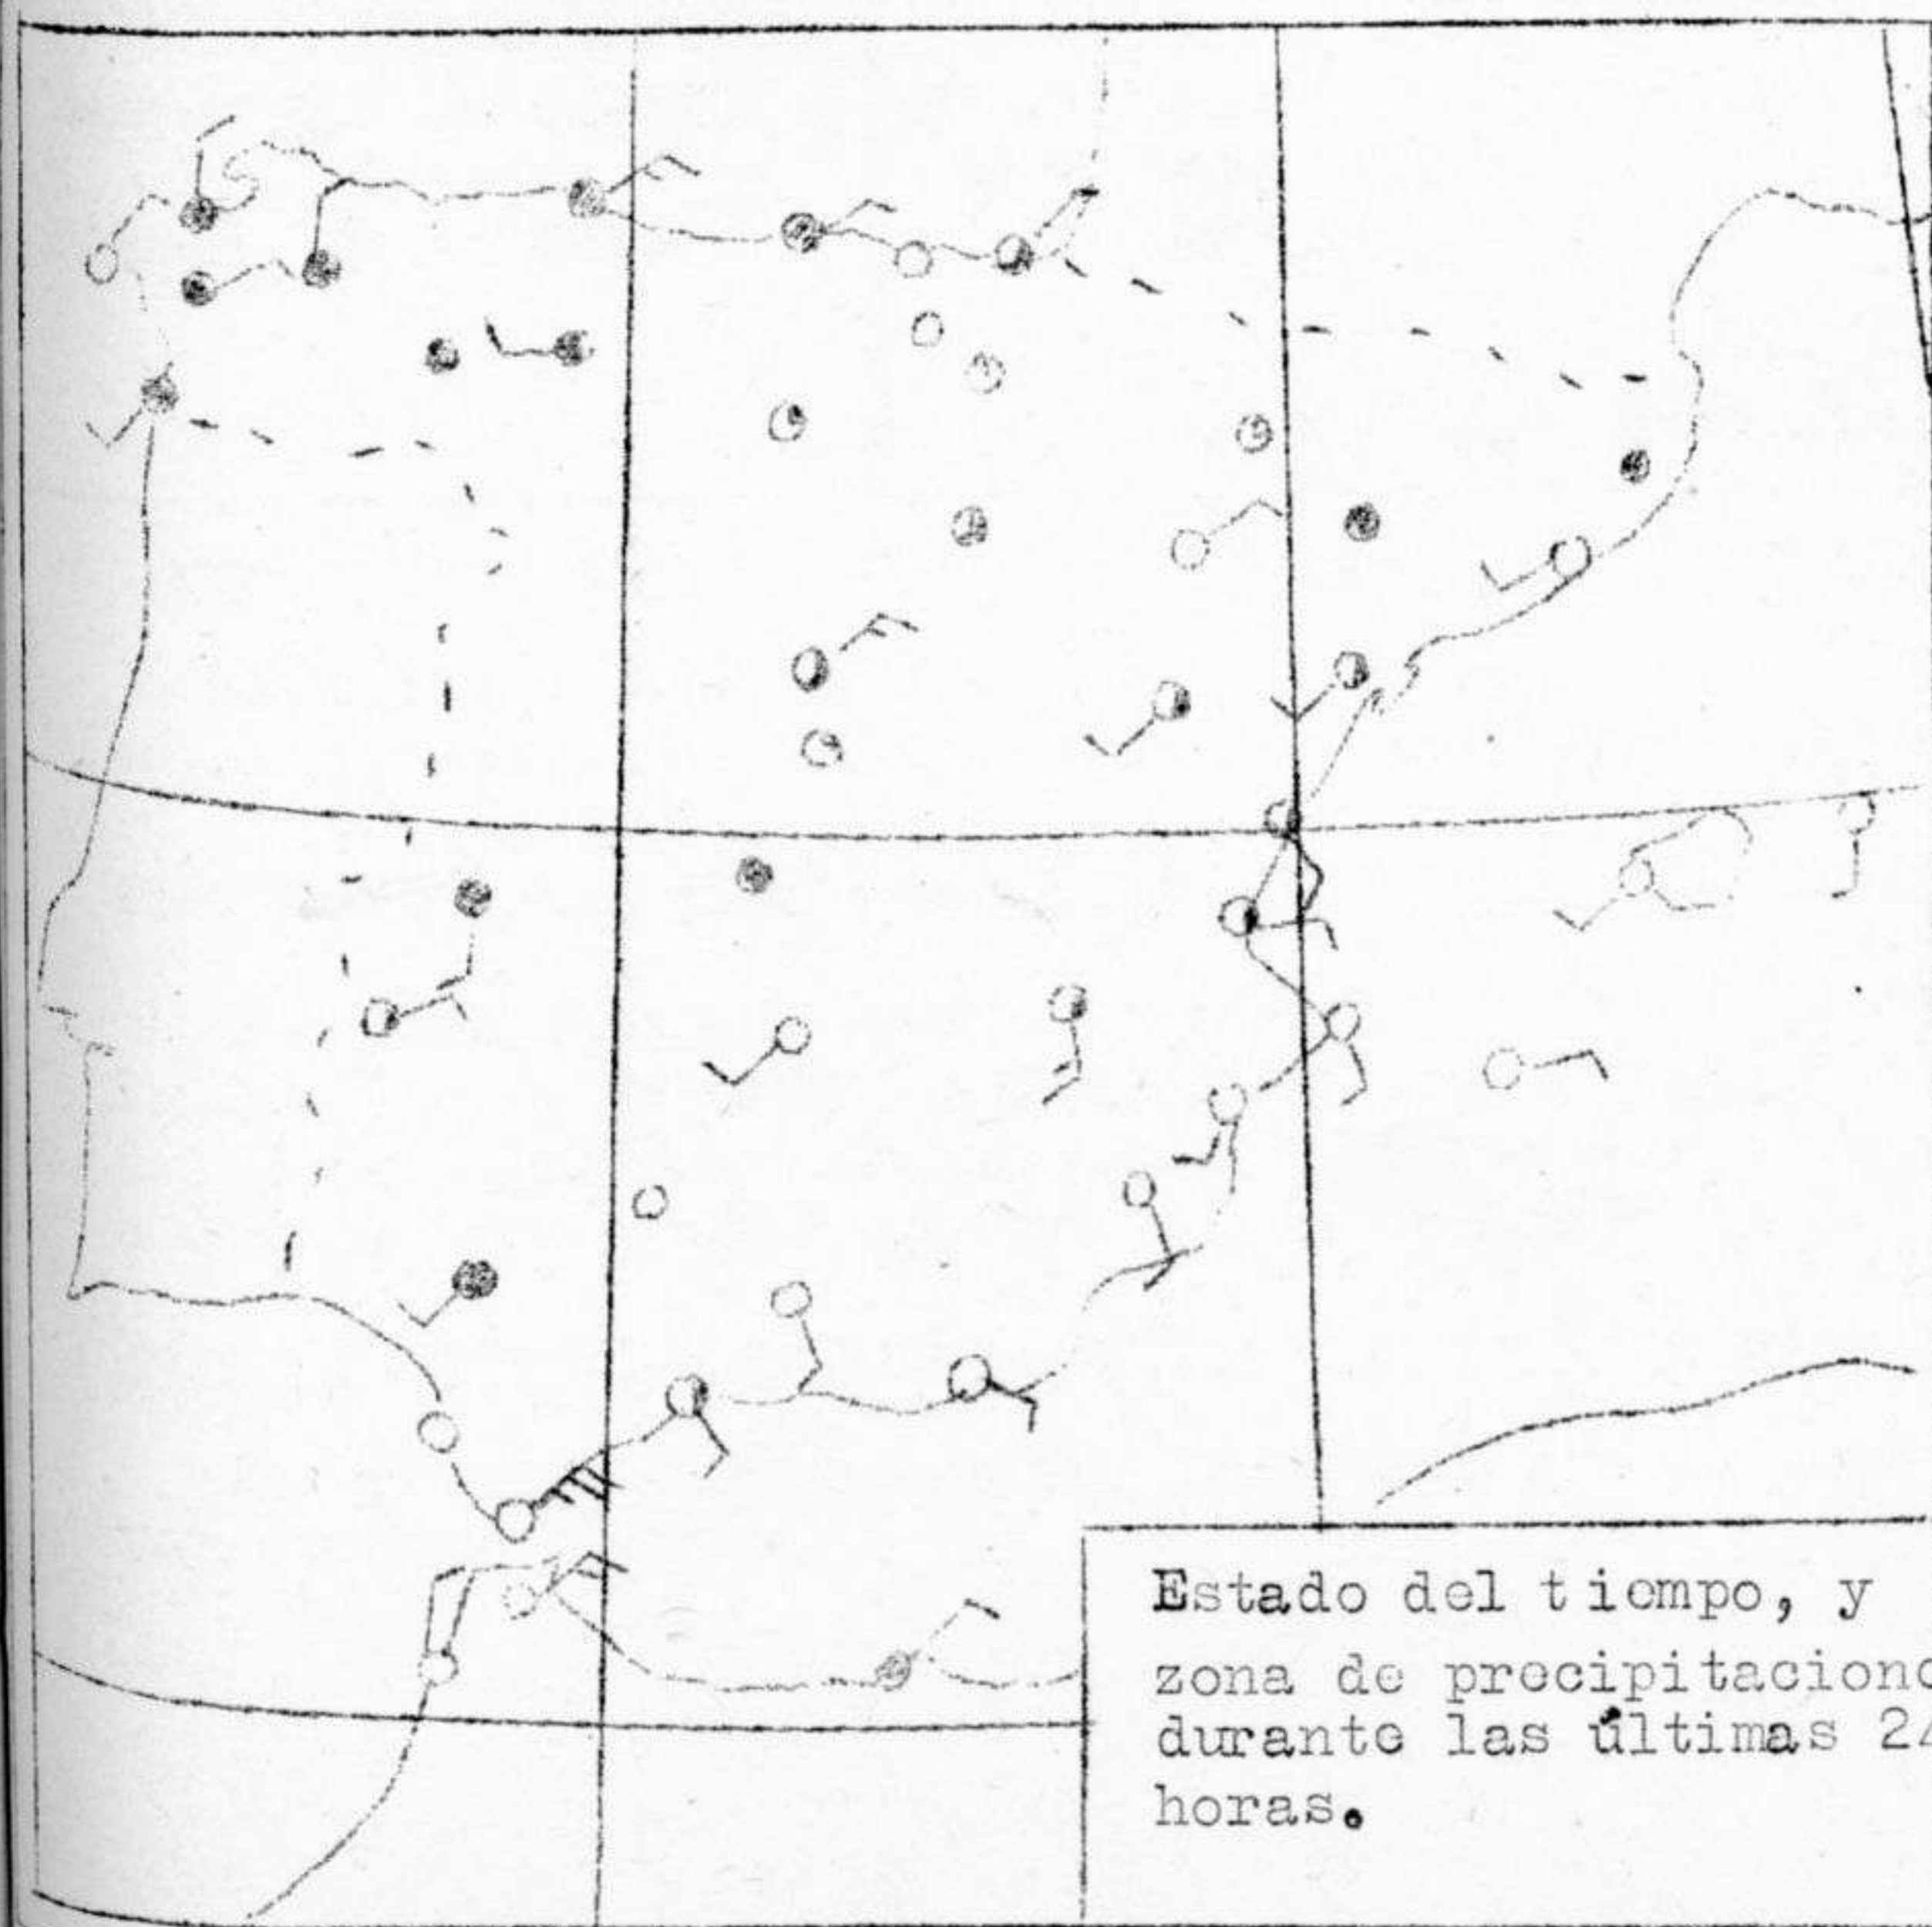 Estado del tiempo, y
zona de precipitacione
durante las últimas 24
horas.